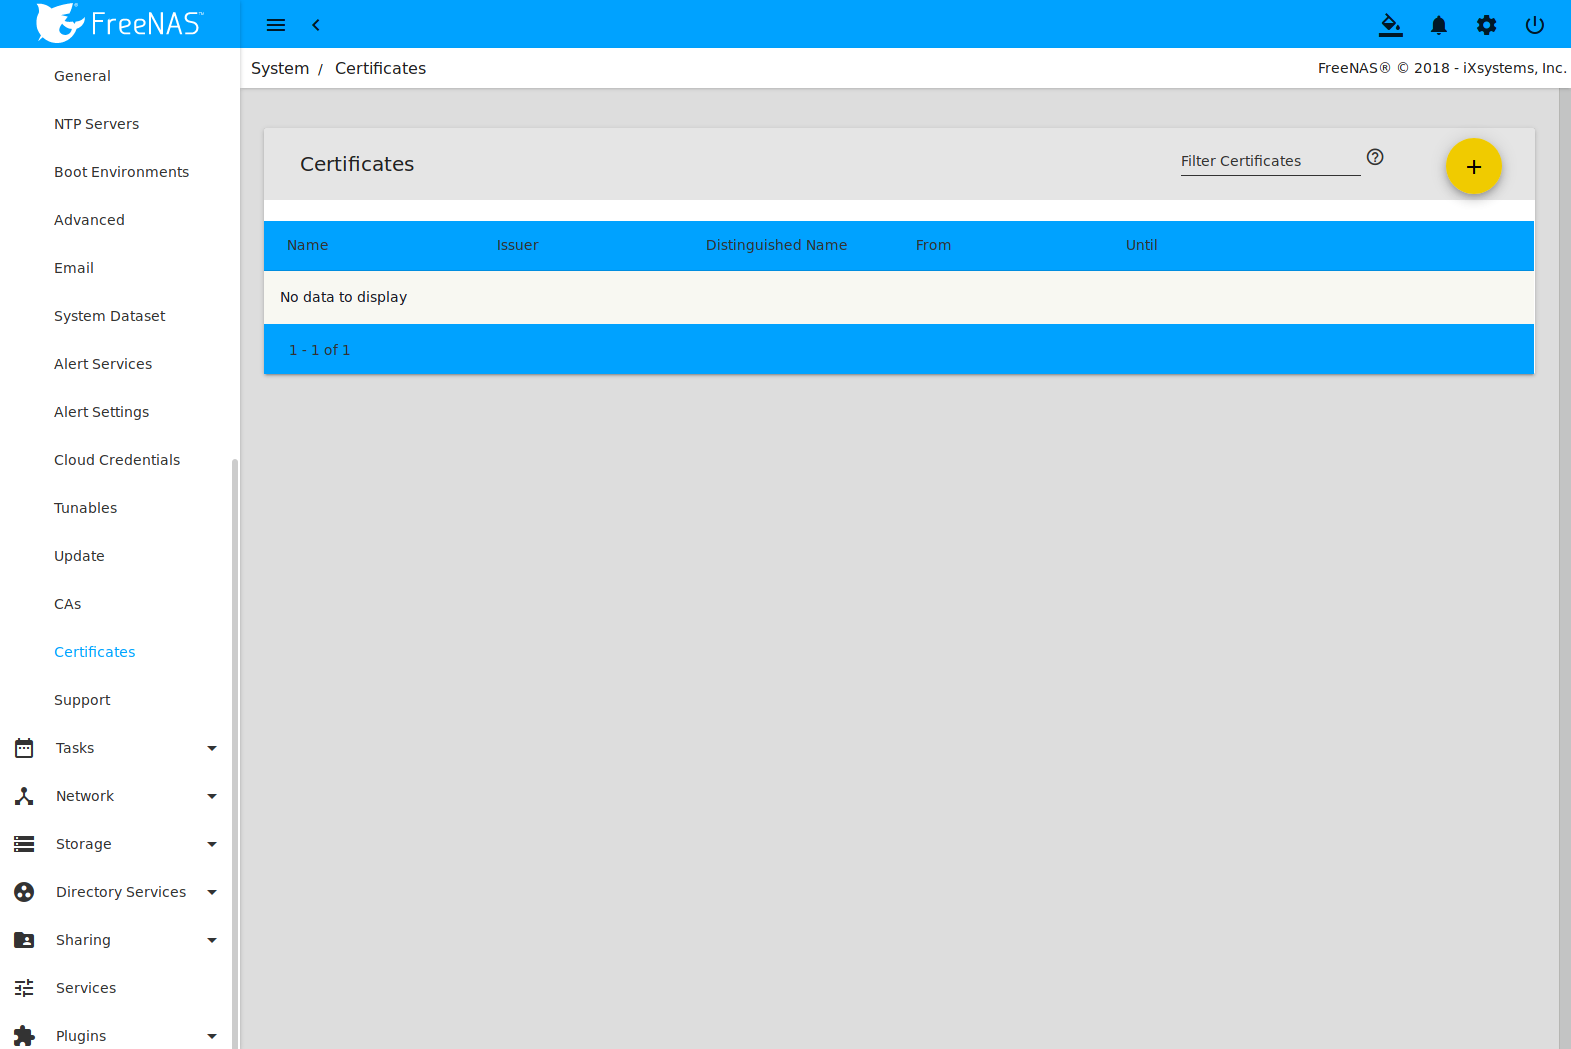 FreeNAS™
System / Certificates
FreeNAS® © 2018 - iXsystems, Inc.
General
NTP Servers
Boot Environments
Advanced
Email
System Dataset
Alert Services
Alert Settings
Cloud Credentials
Tunables
Update
CAs
Certificates
Support
Tasks
Network
Storage
Directory Services
Sharing
Services
Plugins
Certificates
Filter Certificates
Name Issuer Distinguished Name From Until
No data to display
1 - 1 of 1